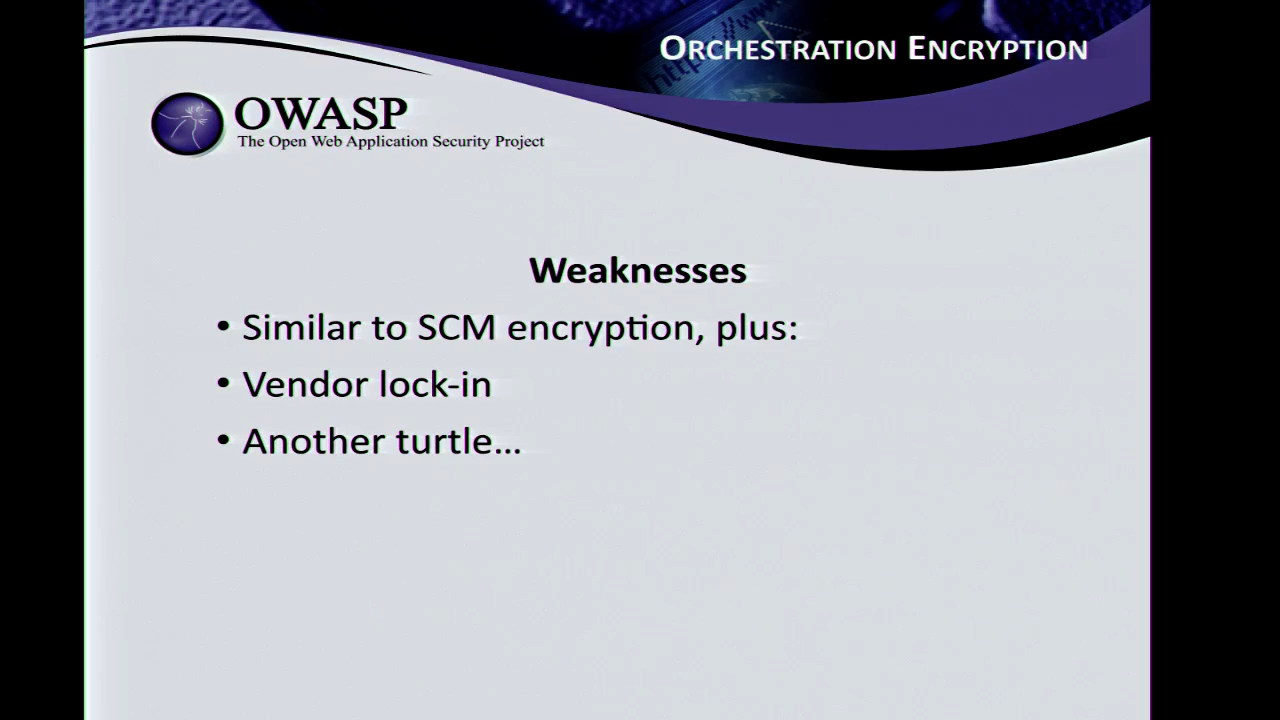 ORCHESTRATION ENCRYPTION
OWASP
The Open Web Application Security Project
Weaknesses
• Similar to SCM encryption, plus:
• Vendor lock-in
• Another turtle…